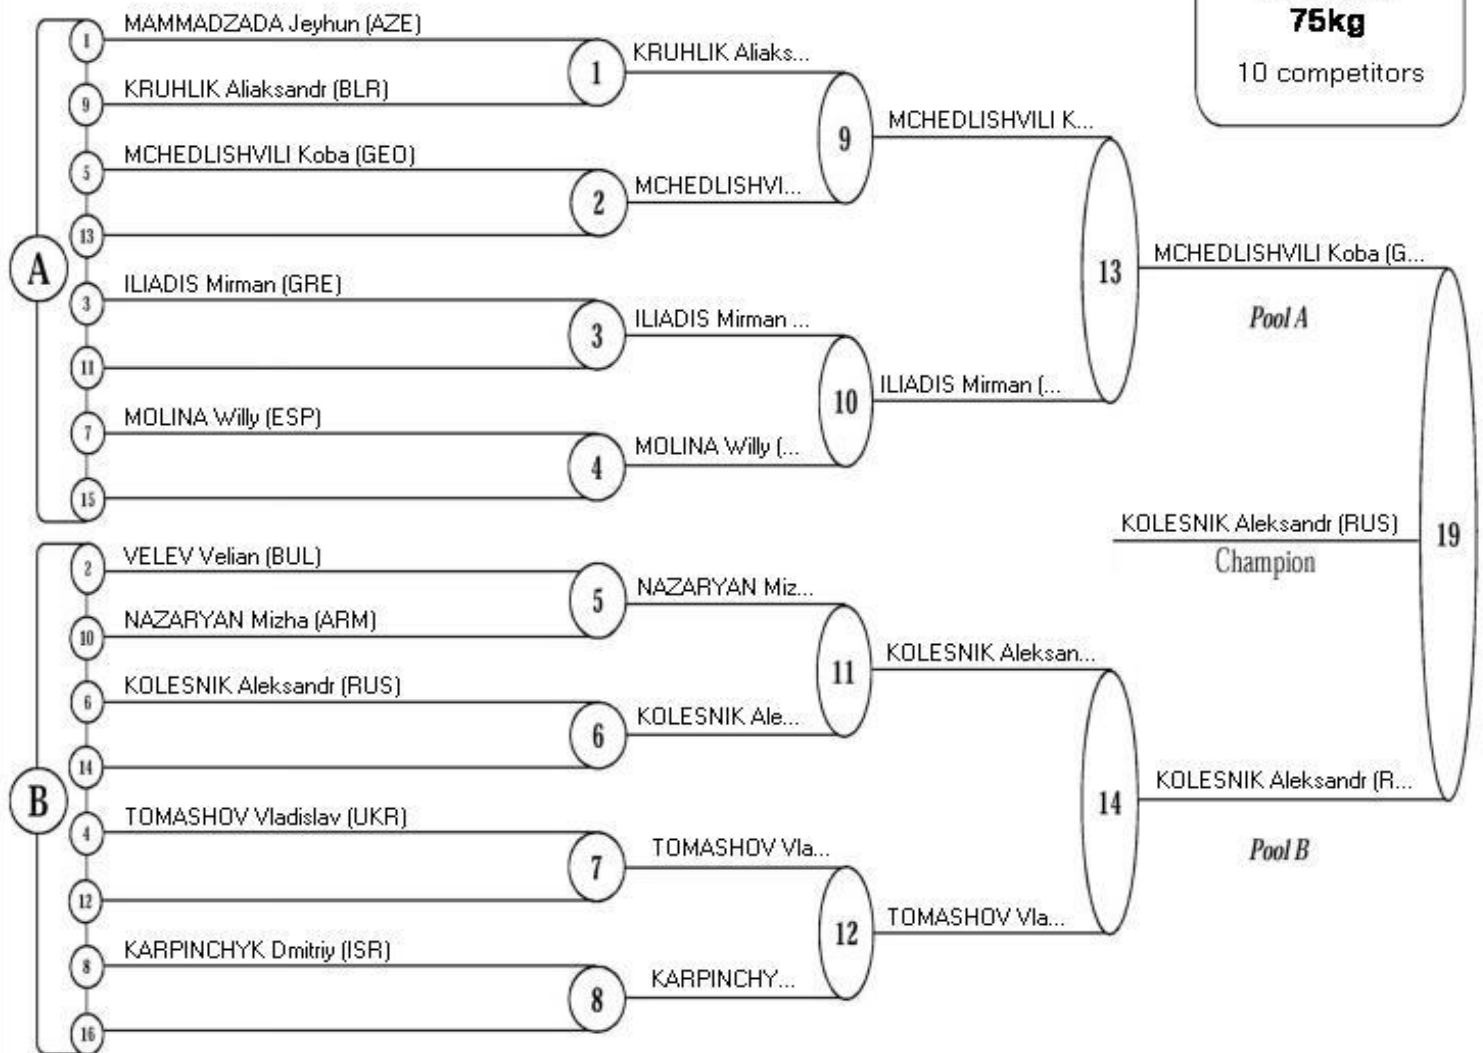 75kg
10 competitors
A
1
MAMMADZADA Jeyhun (AZE)
9
KRUHLIK Aliaksandr (BLR)
1
KRUHLIK Aliaks...
5
MCHEDLISHVILI Koba (GEO)
13
2
MCHEDLISHVI...
9
MCHEDLISHVILI K...
3
ILIADIS Mirman (GRE)
11
3
ILIADIS Mirman ...
7
MOLINA Willy (ESP)
15
4
MOLINA Willy (...
10
ILIADIS Mirman (...
13
MCHEDLISHVILI Koba (G...
Pool A
B
2
VELEV Velian (BUL)
10
NAZARYAN Mizha (ARM)
5
NAZARYAN Miz...
6
KOLESNIK Aleksandr (RUS)
14
6
KOLESNIK Ale...
11
KOLESNIK Aleksan...
4
TOMASHOV Vladislav (UKR)
12
7
TOMASHOV Vla...
8
KARPINCHYK Dmitriy (ISR)
16
8
KARPINCHY...
12
TOMASHOV Vla...
14
KOLESNIK Aleksandr (R...
Pool B
19
KOLESNIK Aleksandr (RUS)
Champion